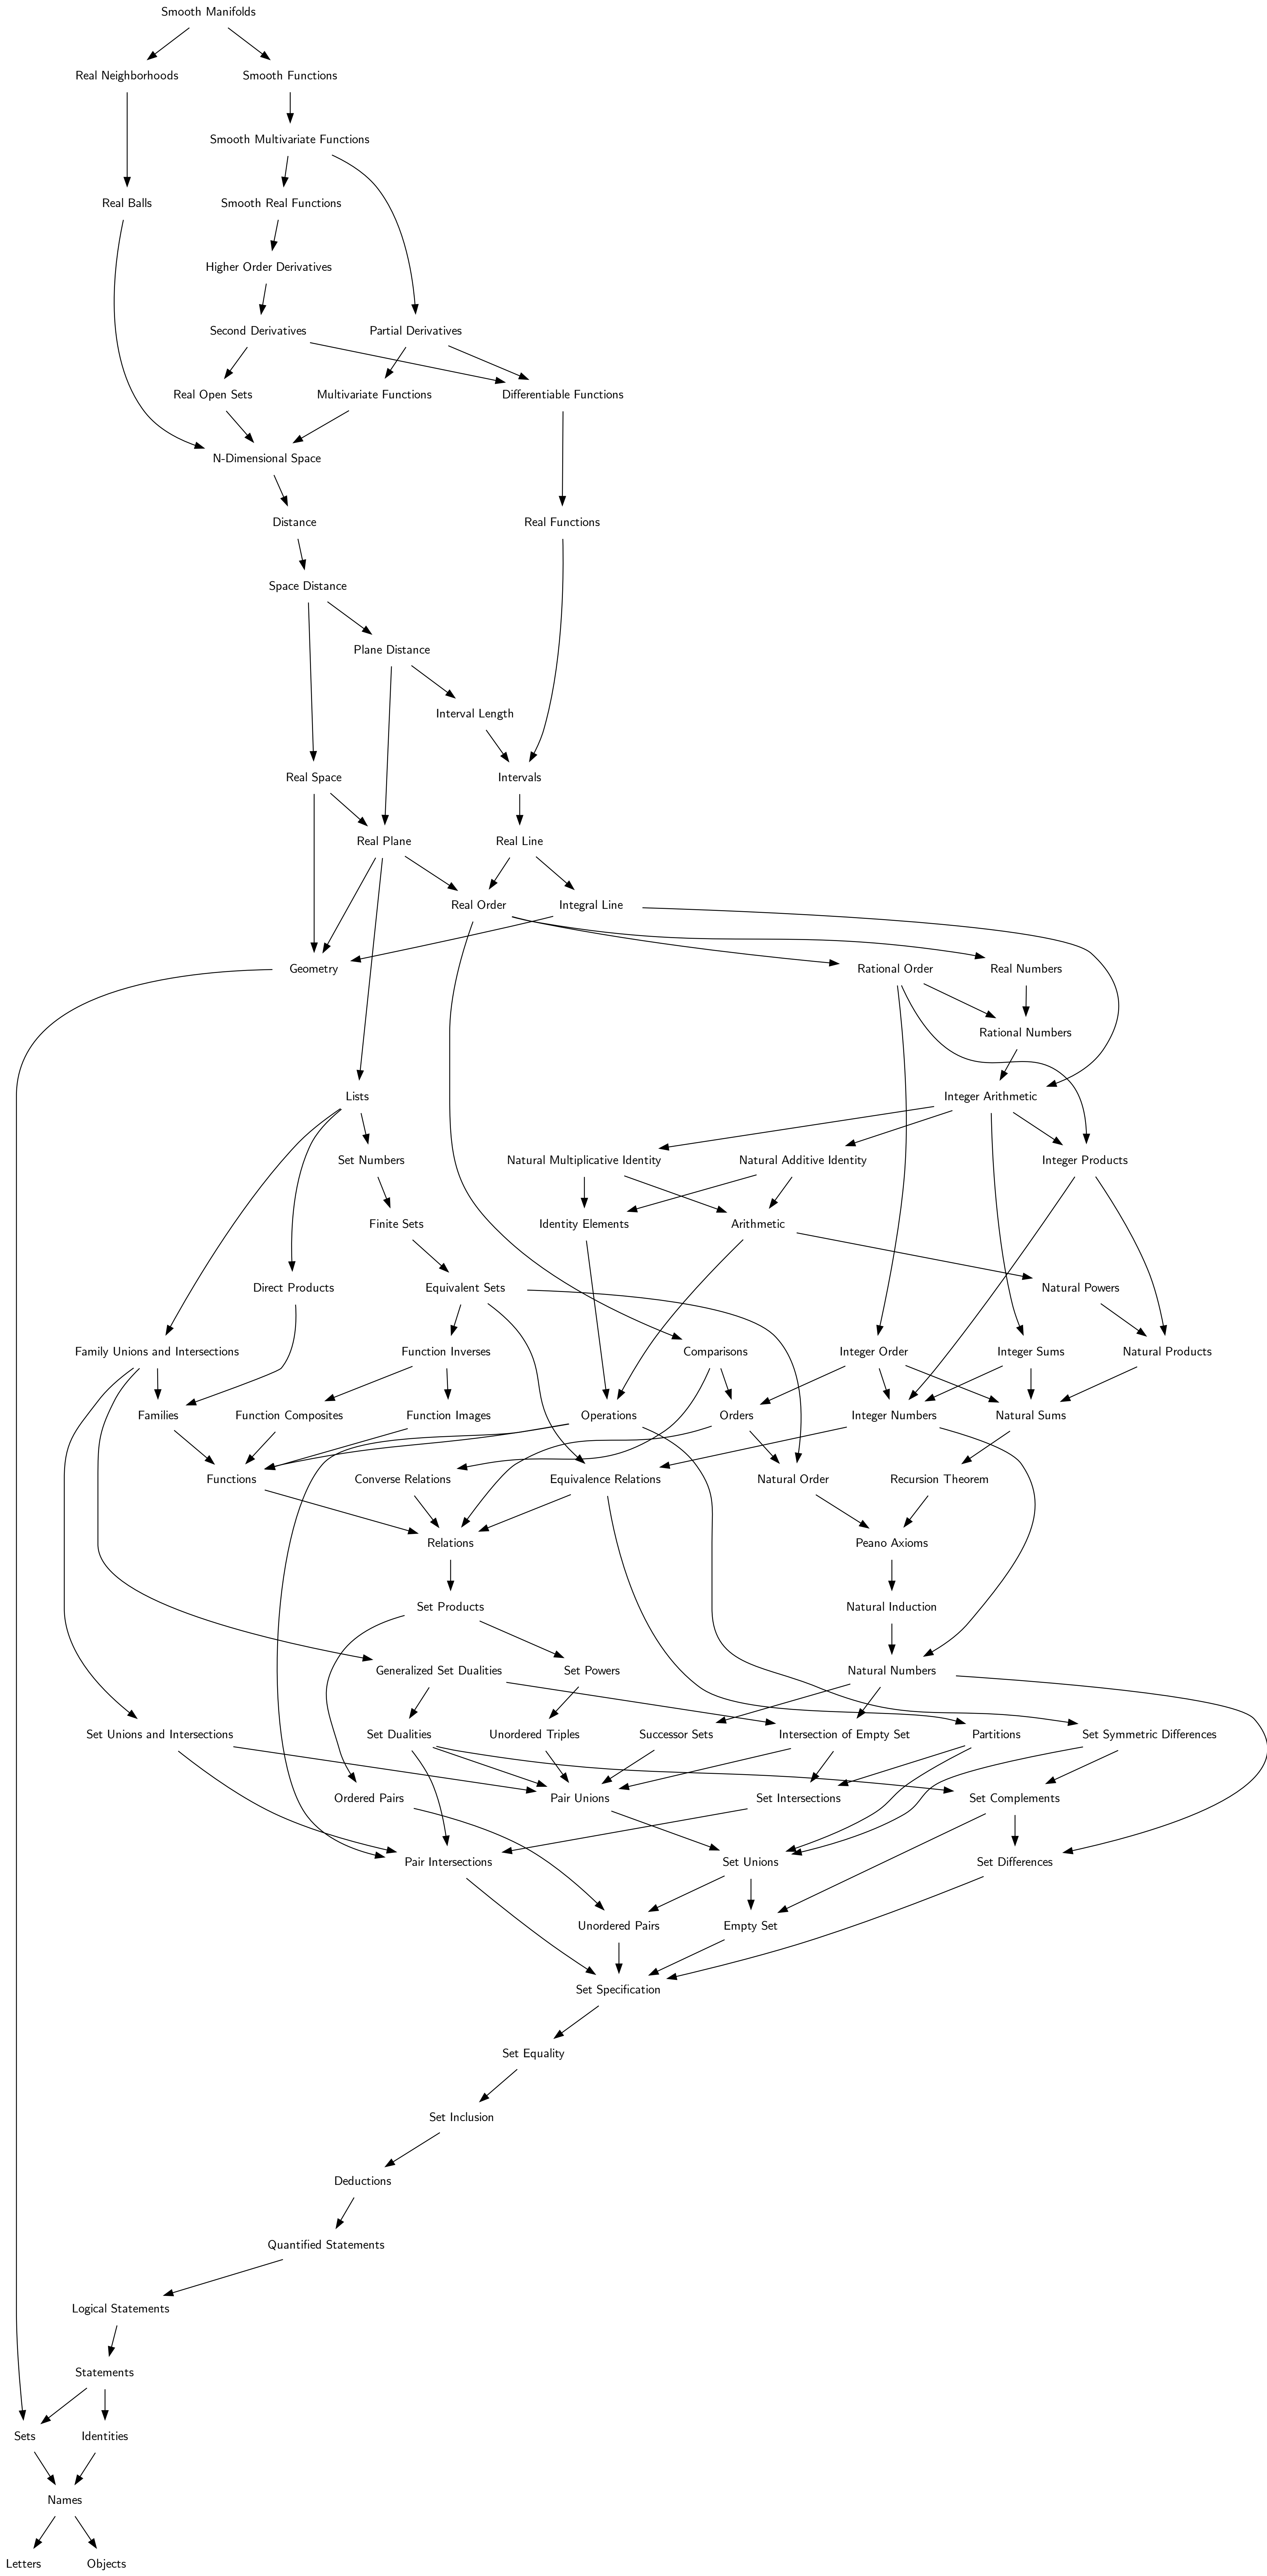 Smooth Manifolds
Real Neighborhoods
Smooth Functions
Smooth Multivariate Functions
Real Balls
Smooth Real Functions
Higher Order Derivatives
Second Derivatives
Partial Derivatives
Real Open Sets
Multivariate Functions
Differentiable Functions
N-Dimensional Space
Distance
Real Functions
Space Distance
Plane Distance
Interval Length
Real Space
Intervals
Real Plane
Real Line
Real Order
Integral Line
Geometry
Rational Order
Real Numbers
Rational Numbers
Lists
Integer Arithmetic
Set Numbers
Natural Multiplicative Identity
Natural Additive Identity
Integer Products
Finite Sets
Identity Elements
Arithmetic
Direct Products
Equivalent Sets
Natural Powers
Family Unions and Intersections
Function Inverses
Comparisons
Integer Order
Integer Sums
Natural Products
Families
Function Composites
Function Images
Operations
Orders
Integer Numbers
Natural Sums
Functions
Converse Relations
Equivalence Relations
Natural Order
Recursion Theorem
Relations
Peano Axioms
Set Products
Natural Induction
Generalized Set Dualities
Set Powers
Natural Numbers
Set Unions and Intersections
Set Dualities
Unordered Triples
Successor Sets
Intersection of Empty Set
Partitions
Set Symmetric Differences
Ordered Pairs
Pair Unions
Set Intersections
Set Complements
Pair Intersections
Set Unions
Set Differences
Unordered Pairs
Empty Set
Set Specification
Set Equality
Set Inclusion
Deductions
Quantified Statements
Logical Statements
Statements
Sets
Identities
Names
Letters
Objects